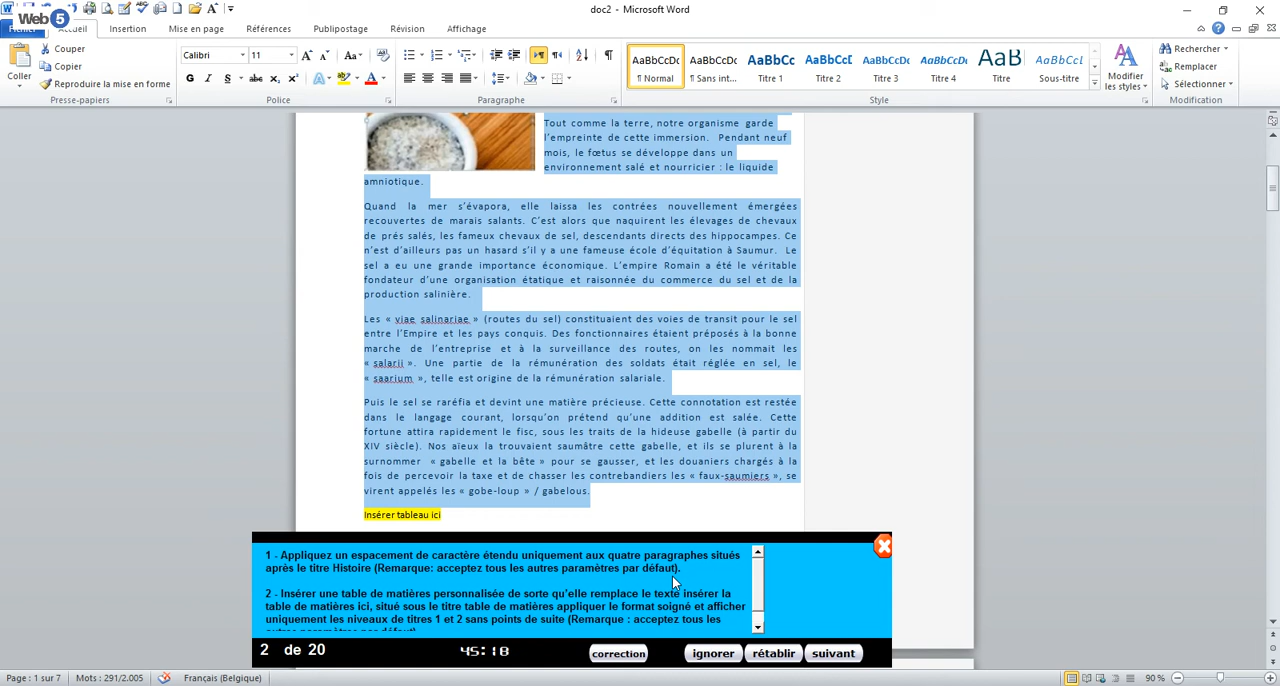 doc2 - Microsoft Word
Web5
Fichier Accueil Insertion Mise en page Références Publipostage Révision Affichage
Coller
Couper
Copier
Reproduire la mise en forme
Presse-papiers
Calibri 11
G I S abc x₂ x²
Police
Paragraphe
AaBbCcDc AaBbCcDc AaBbCc AaBbCcI AaBbCcDc AaBbCcDc AaB AaBbCcL
¶ Normal ¶ Sans int... Titre 1 Titre 2 Titre 3 Titre 4 Titre Sous-titre
Style
Modifier
les styles
Rechercher
Remplacer
Sélectionner
Modification
Tout comme la terre, notre organisme garde
l’empreinte de cette immersion. Pendant neuf
mois, le fœtus se développe dans un
environnement salé et nourricier : le liquide
amniotique.
Quand la mer s’évapora, elle laissa les contrées nouvellement émergées
recouvertes de marais salants. C’est alors que naquirent les élevages de chevaux
de prés salés, les fameux chevaux de sel, descendants directs des hippocampes. Ce
n’est d’ailleurs pas un hasard s’il y a une fameuse école d’équitation à Saumur. Le
sel a eu une grande importance économique. L’empire Romain a été le véritable
fondateur d’une organisation étatique et raisonnée du commerce du sel et de la
production salinière.
Les « viae salinariae » (routes du sel) constituaient des voies de transit pour le sel
entre l’Empire et les pays conquis. Des fonctionnaires étaient préposés à la bonne
marche de l’entreprise et à la surveillance des routes, on les nommait les
« salarii ». Une partie de la rémunération des soldats était réglée en sel, le
« saarium », telle est origine de la rémunération salariale.
Puis le sel se raréfia et devint une matière précieuse. Cette connotation est restée
dans le langage courant, lorsqu’on prétend qu’une addition est salée. Cette
fortune attira rapidement le fisc, sous les traits de la hideuse gabelle (à partir du
XIV siècle). Nos aïeux la trouvaient saumâtre cette gabelle, et ils se plurent à la
surnommer « gabelle et la bête » pour se gausser, et les douaniers chargés à la
fois de percevoir la taxe et de chasser les contrebandiers les « faux-saumiers », se
virent appelés les « gobe-loup » / gabelous.
Insérer tableau ici
1 - Appliquez un espacement de caractère étendu uniquement aux quatre paragraphes situés
après le titre Histoire (Remarque: acceptez tous les autres paramètres par défaut).
2 - Insérer une table de matières personnalisée de sorte qu'elle remplace le texte insérer la
table de matières ici, situé sous le titre table de matières appliquer le format soigné et afficher
uniquement les niveaux de titres 1 et 2 sans points de suite (Remarque : acceptez tous les
autres paramètres par défaut)
2 de 20 45:18 correction ignorer rétablir suivant
Page : 1 sur 7 Mots : 291/2.005 Français (Belgique) 90 %